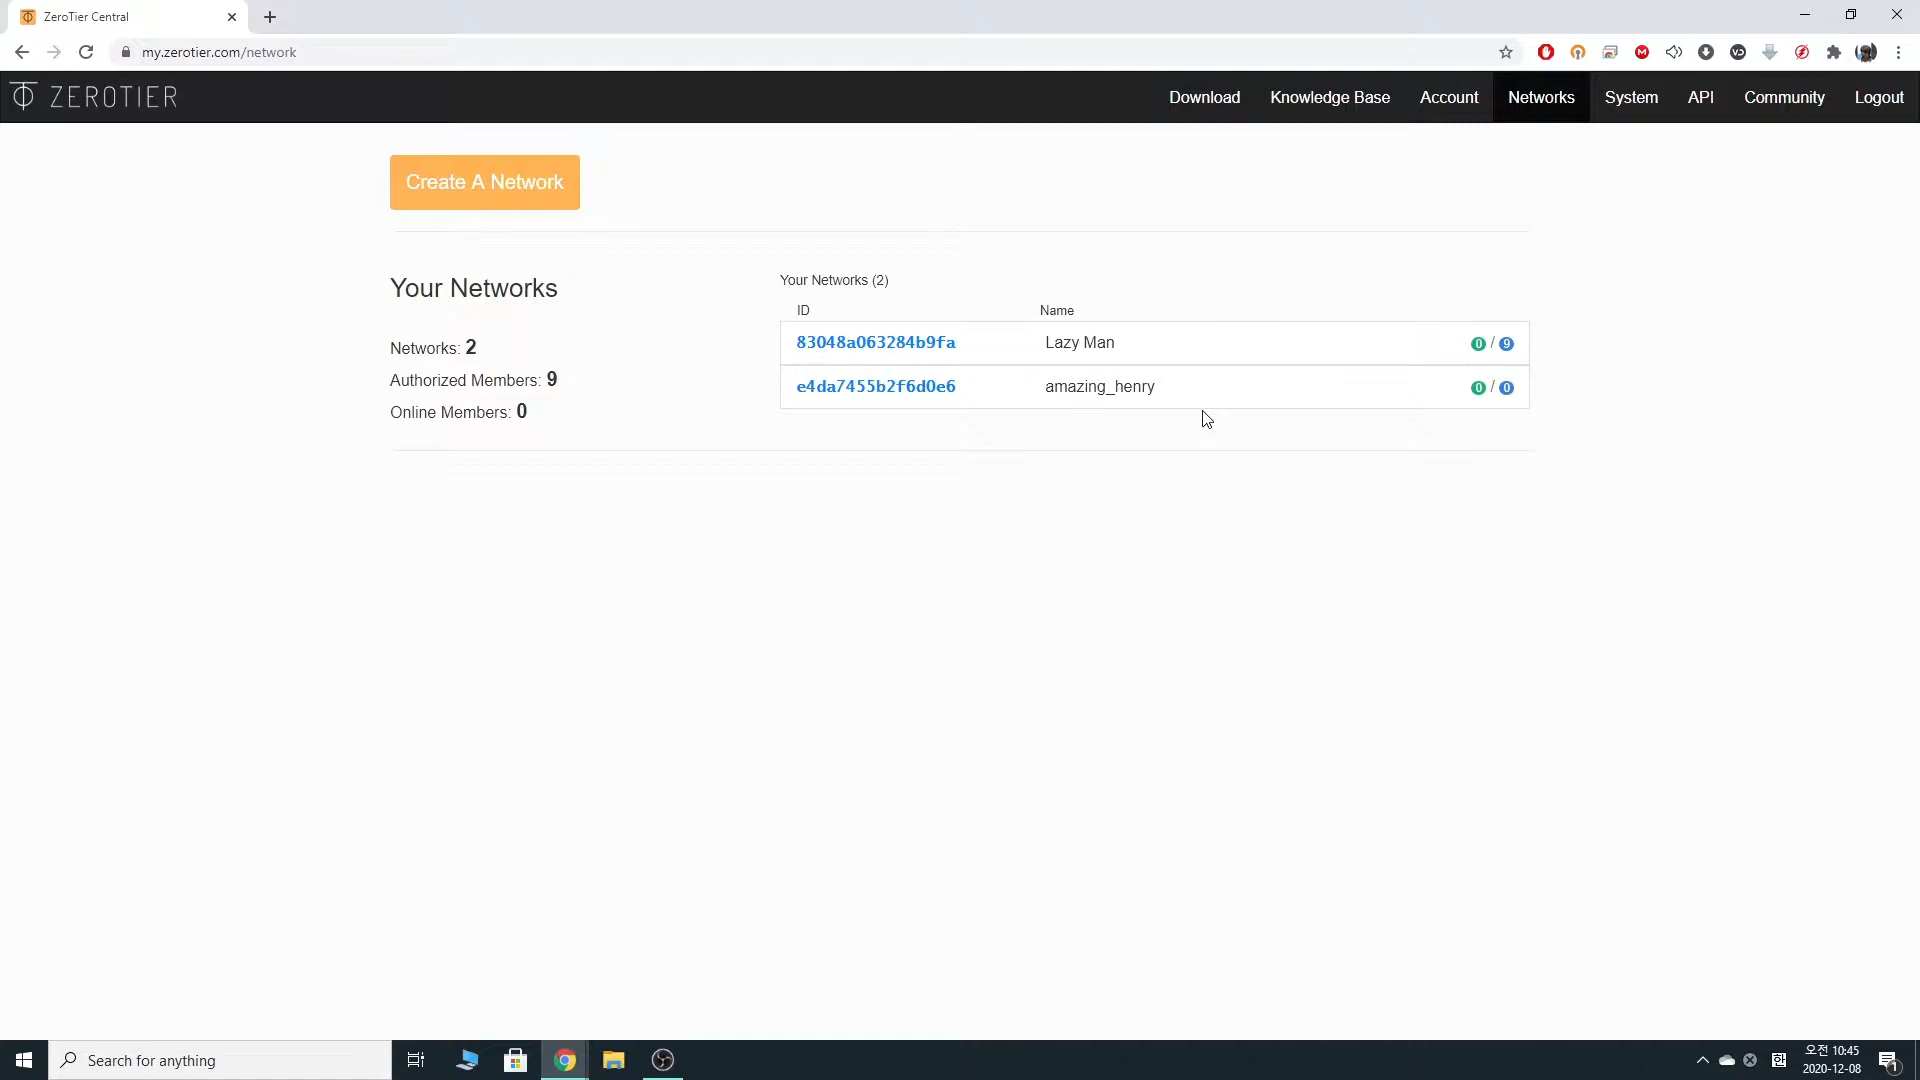 ZeroTier Central
my.zerotier.com/network
ZEROTIER
Download Knowledge Base Account Networks System API Community Logout
Create A Network
Your Networks
Networks: 2
Authorized Members: 9
Online Members: 0
Your Networks (2)
ID Name
83048a063284b9fa Lazy Man 0 / 9
e4da7455b2f6d0e6 amazing_henry 0 / 0
Search for anything
오전 10:45
2020-12-08
1